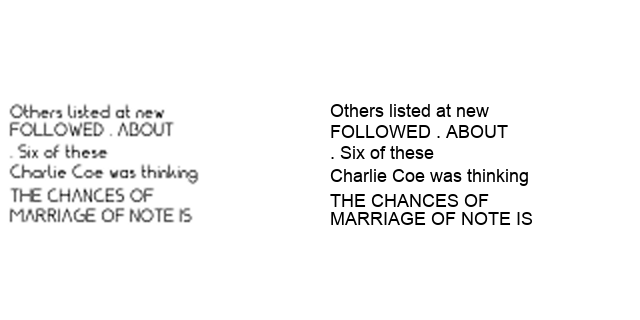 Others listed at new
FOLLOWED . ABOUT
. Six of these
Charlie Coe was thinking
THE CHANCES OF
MARRIAGE OF NOTE IS
Others listed at new
FOLLOWED . ABOUT
. Six of these
Charlie Coe was thinking
THE CHANCES OF
MARRIAGE OF NOTE IS